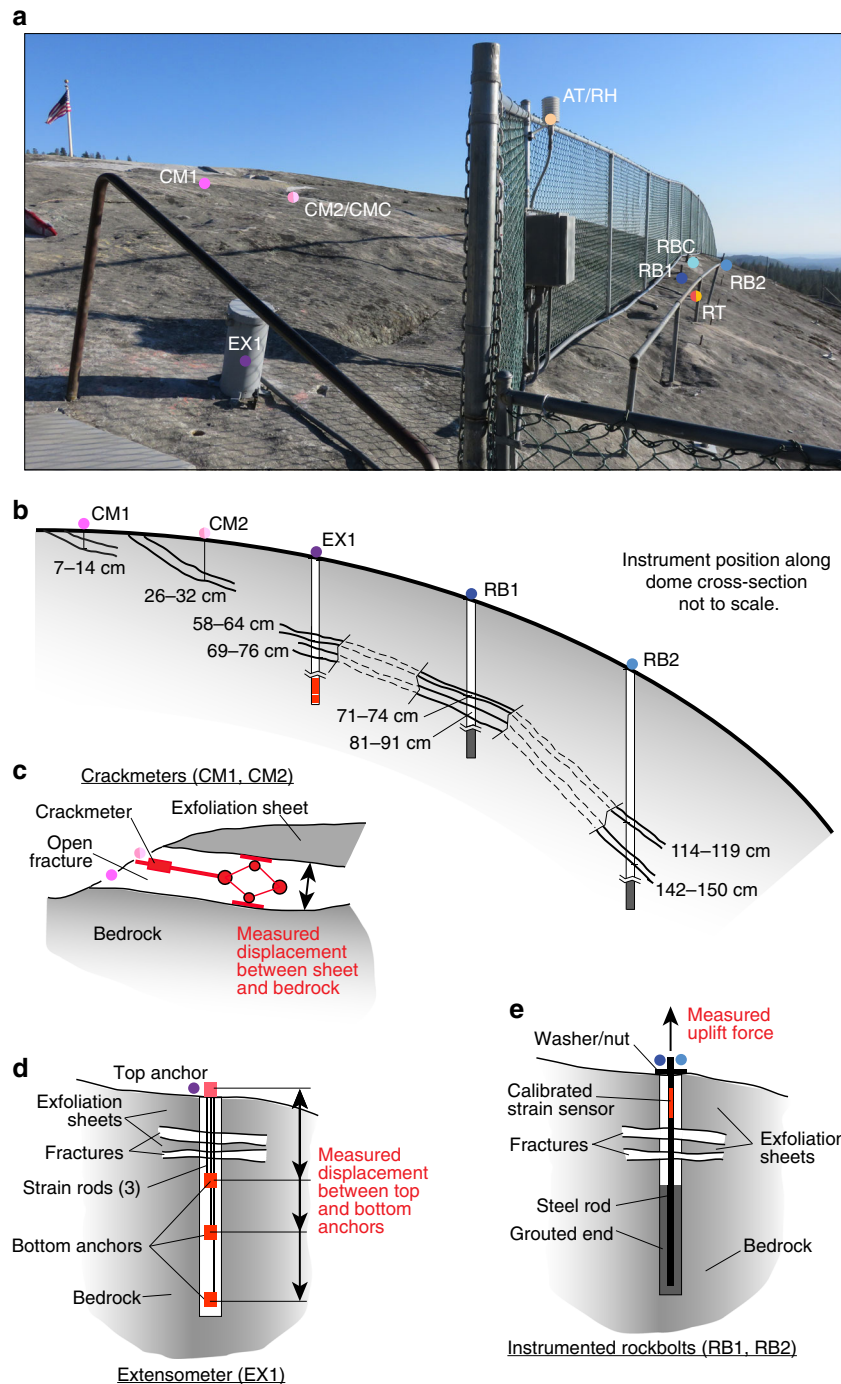 a
AT/RH
CM1
CM2/CMC
RBC
RB1
RB2
RT
EX1
b
CM1
CM2
EX1
RB1
RB2
Instrument position along
dome cross-section
not to scale.
7–14 cm
26–32 cm
58–64 cm
69–76 cm
71–74 cm
81–91 cm
114–119 cm
142–150 cm
c
Crackmeters (CM1, CM2)
Crackmeter
Exfoliation sheet
Open
fracture
Bedrock
Measured
displacement
between sheet
and bedrock
d
Top anchor
Exfoliation
sheets
Fractures
Strain rods (3)
Bottom anchors
Bedrock
Measured
displacement
between top
and bottom
anchors
Extensometer (EX1)
e
Measured
uplift force
Washer/nut
Calibrated
strain sensor
Fractures
Exfoliation
sheets
Steel rod
Grouted end
Bedrock
Instrumented rockbolts (RB1, RB2)